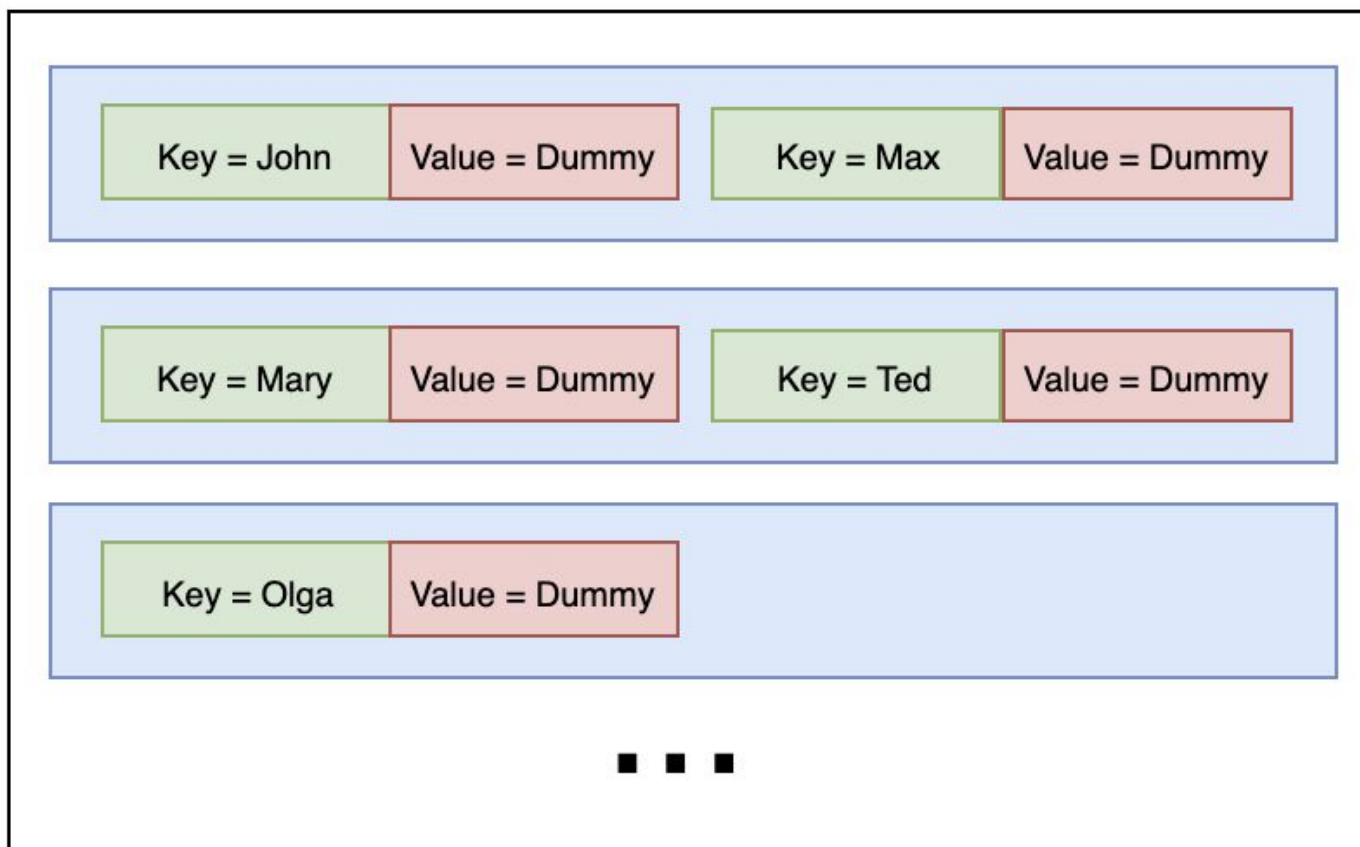 Key = John Value = Dummy Key = Max Value = Dummy
Key = Mary Value = Dummy Key = Ted Value = Dummy
Key = Olga Value = Dummy
...